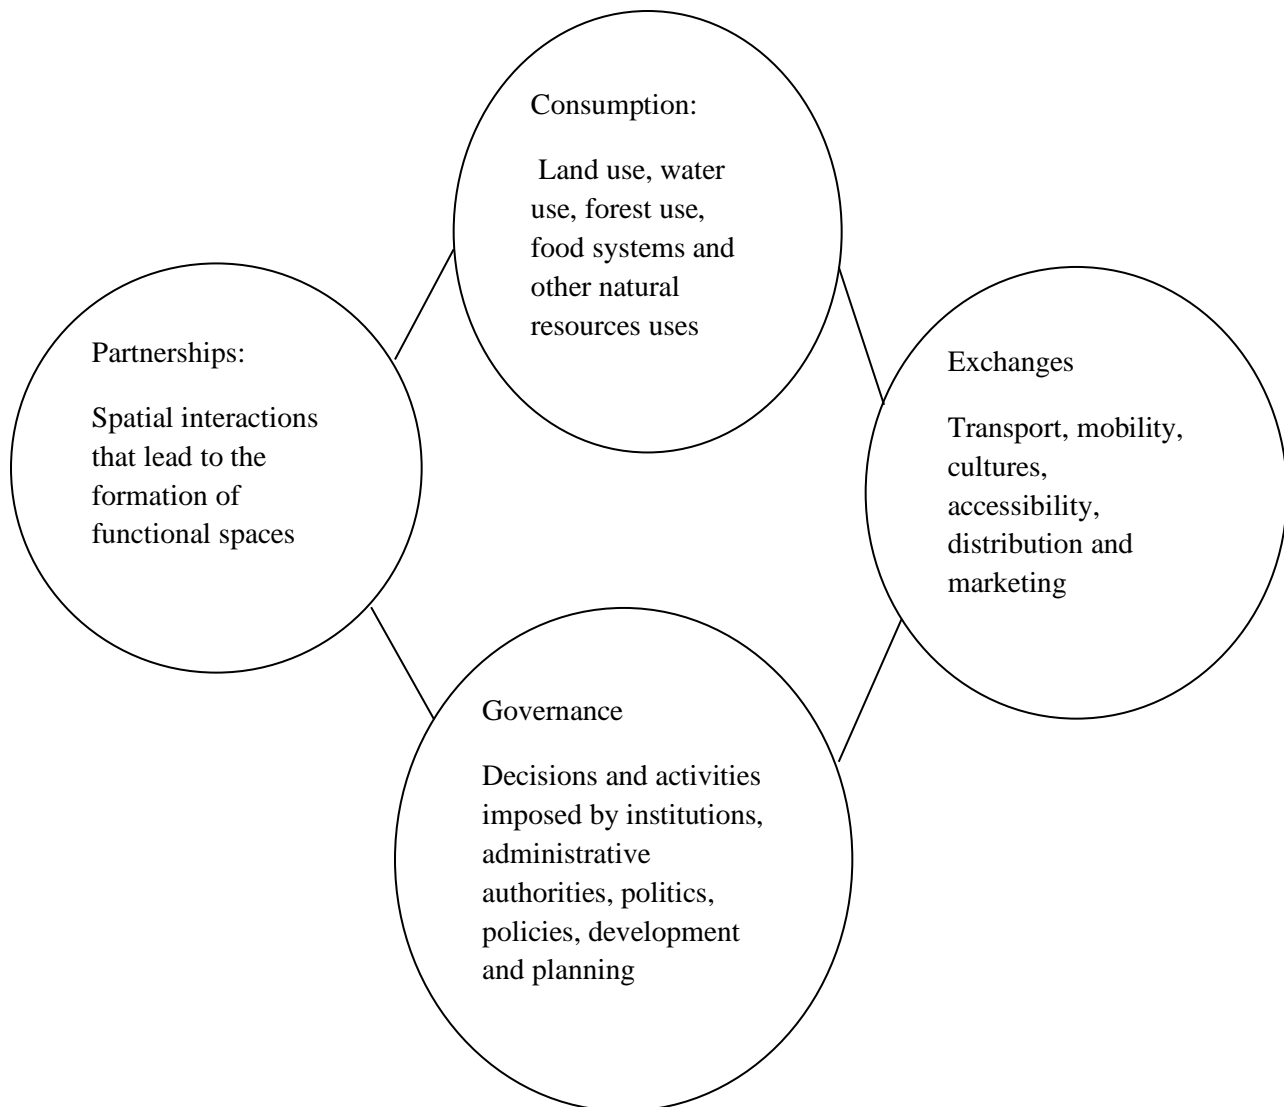 Consumption:
Land use, water
use, forest use,
food systems and
other natural
resources uses
Partnerships:
Spatial interactions
that lead to the
formation of
functional spaces
Exchanges
Transport, mobility,
cultures,
accessibility,
distribution and
marketing
Governance
Decisions and activities
imposed by institutions,
administrative
authorities, politics,
policies, development
and planning